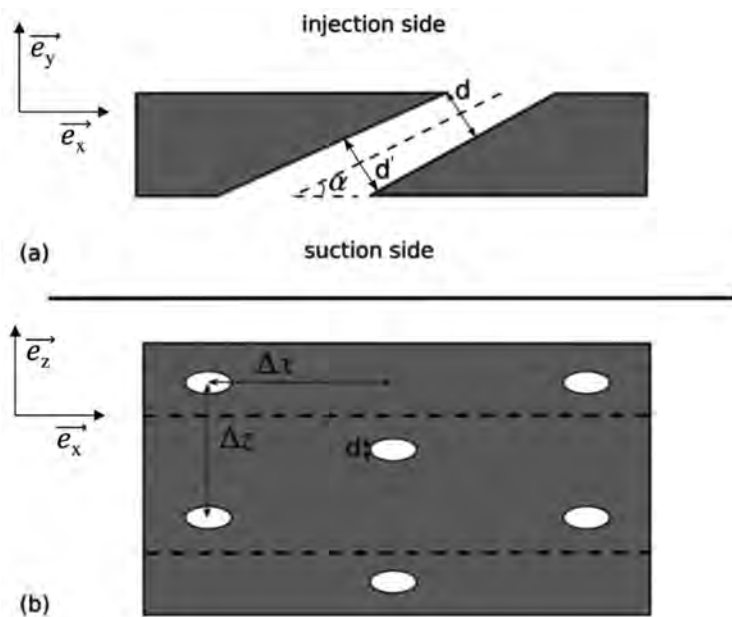 injection side
e_y
e_x
d
d'
α
(a)
suction side
e_z
e_x
Δx
Δz
d
(b)